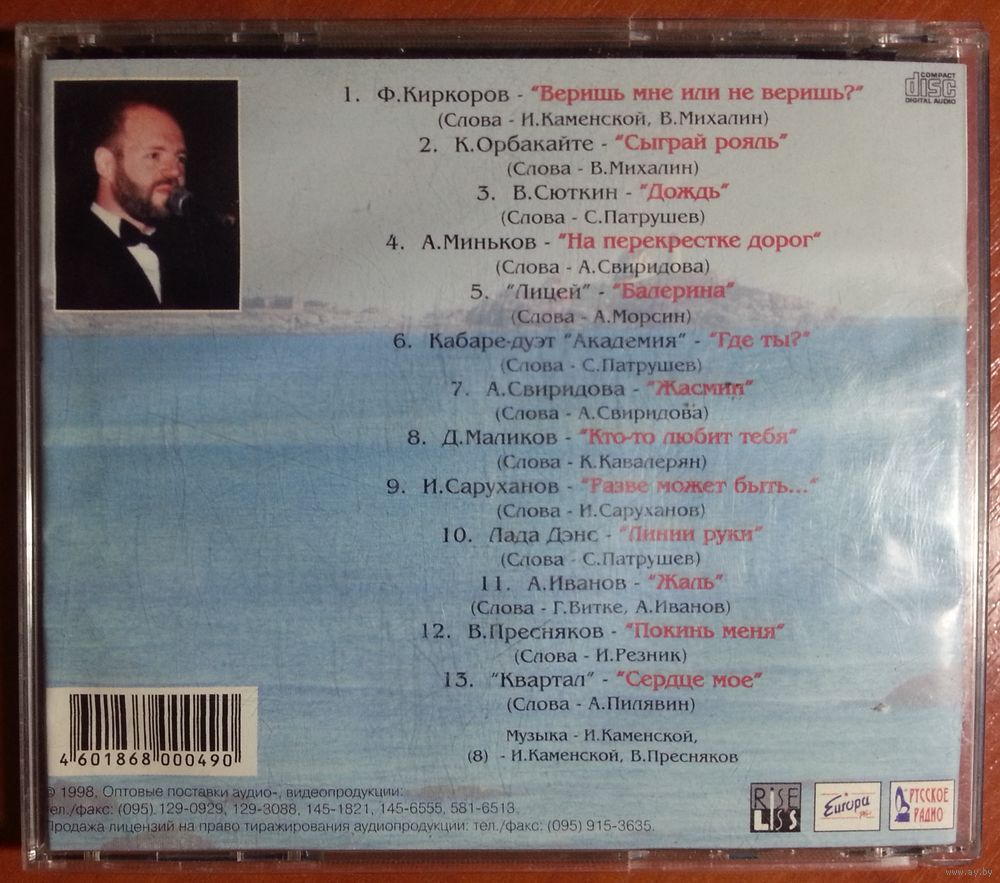 COMPACT
disc
DIGITAL AUDIO
1. Ф.Киркоров - "Веришь мне или не веришь?"
(Слова - И.Каменской, В.Михалин)
2. К.Орбакайте - "Сыграй рояль"
(Слова - В.Михалин)
3. В.Сюткин - "Дождь"
(Слова - С.Патрушев)
4. А.Миньков - "На перекрестке дорог"
(Слова - А.Свиридова)
5. "Лицей" - "Балерина"
(Слова - А.Морсин)
6. Кабаре-дуэт "Академия" - "Где ты?"
(Слова - С.Патрушев)
7. А.Свиридова - "Жасмин"
(Слова - А.Свиридова)
8. Д.Маликов - "Кто-то любит тебя"
(Слова - К.Кавалерян)
9. И.Саруханов - "Разве может быть..."
(Слова - И.Саруханов)
10. Лада Дэнс - "Линии руки"
(Слова - С.Патрушев)
11. А.Иванов - "Жаль"
(Слова - Г.Витке, А.Иванов)
12. В.Пресняков - "Покинь меня"
(Слова - И.Резник)
13. "Квартал" - "Сердце мое"
(Слова - А.Пилявин)
Музыка - И.Каменской,
(8) - И.Каменской, В.Пресняков
4 601868 000490
© 1998, Оптовые поставки аудио-, видеопродукции:
тел./факс: (095) 129-0929, 129-3088, 145-1821, 145-6555, 581-6513.
Продажа лицензий на право тиражирования аудиопродукции: тел./факс: (095) 915-3635.
RISE
LISS
Europa
РУССКОЕ
РАДИО
www.ay.by